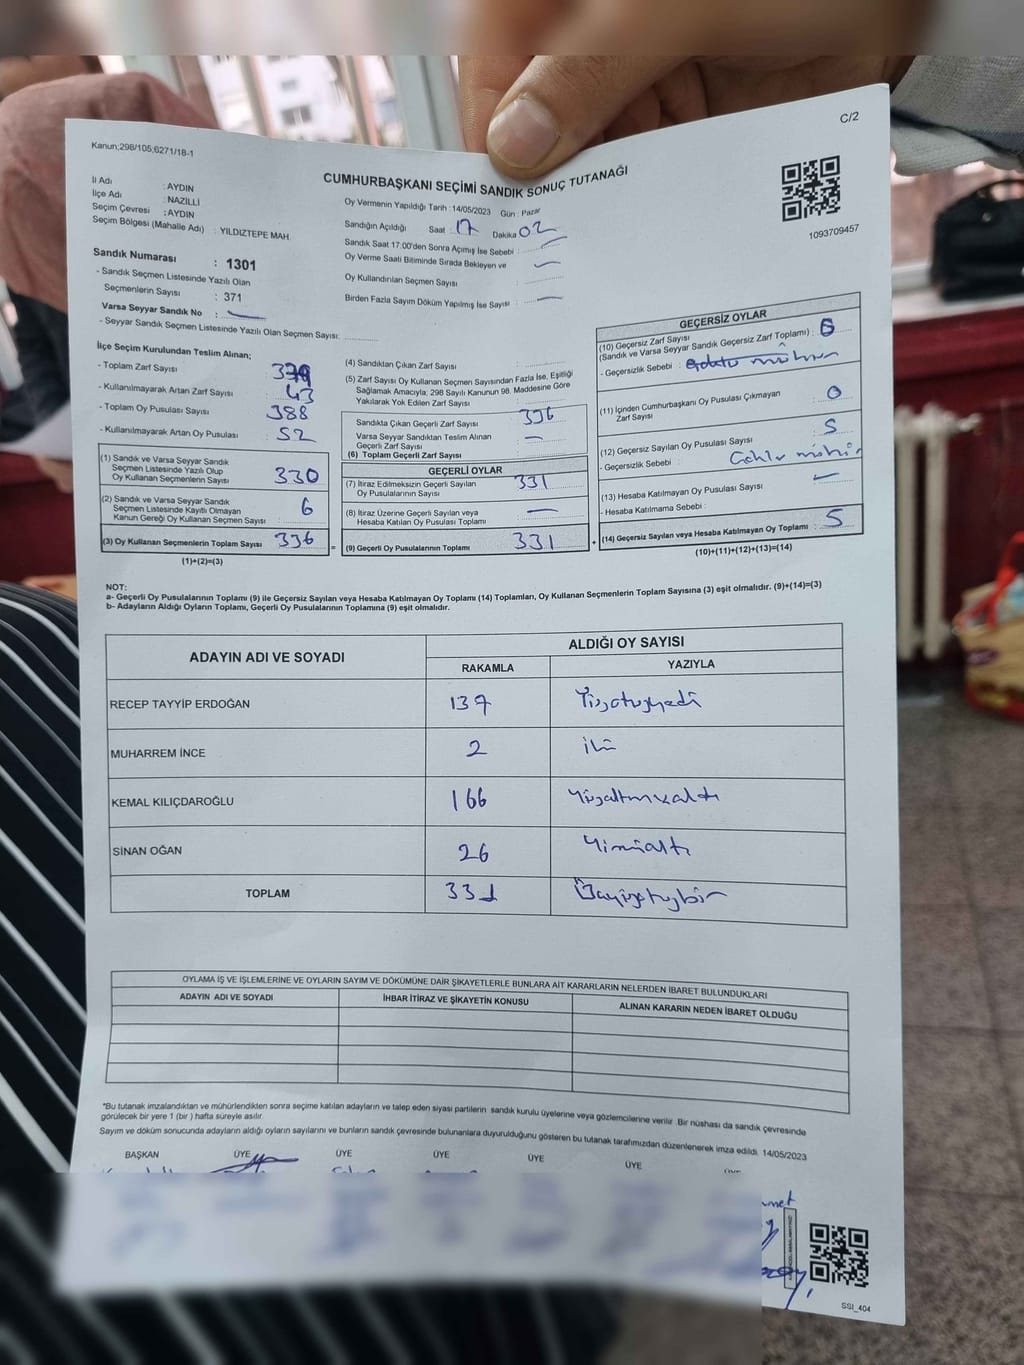 C/2
Kanun;298/105,6271/18-1
CUMHURBAŞKANI SEÇİMİ SANDIK SONUÇ TUTANAĞI
İl Adı : AYDIN
İlçe Adı : NAZİLLİ
Seçim Çevresi : AYDIN
Seçim Bölgesi (Mahalle Adı) : YILDIZTEPE MAH.
Sandık Numarası : 1301
- Sandık Seçmen Listesinde Yazılı Olan
Seçmenlerin Sayısı : 371
Varsa Seyyar Sandık No : —
- Seyyar Sandık Seçmen Listesinde Yazılı Olan Seçmen Sayısı:
Oy Vermenin Yapıldığı Tarih : 14/05/2023 Gün : Pazar
Sandığın Açıldığı Saat : 17 Dakika 02
Sandık Saat 17:00'den Sonra Açımış İse Sebebi : —
Oy Verme Saati Bitiminde Sırada Bekleyen ve —
Oy Kullandırılan Seçmen Sayısı :
Birden Fazla Sayım Döküm Yapılmış İse Sayısı : —
1093709457
İlçe Seçim Kurulundan Teslim Alınan;
- Toplam Zarf Sayısı :
- Kullanılmayarak Artan Zarf Sayısı : 43
- Toplam Oy Pusulası Sayısı : 388
- Kullanılmayarak Artan Oy Pusulası : 52
(1) Sandık ve Varsa Seyyar Sandık
Seçmen Listesinde Yazılı Olup
Oy Kullanan Seçmenlerin Sayısı : 330
(2) Sandık ve Varsa Seyyar Sandık
Seçmen Listesinde Kayıtlı Olmayan
Kanun Gereği Oy Kullanan Seçmen Sayısı : 6
(3) Oy Kullanan Seçmenlerin Toplam Sayısı : 336
(1)+(2)=(3)
(4) Sandıktan Çıkan Zarf Sayısı :
(5) Zarf Sayısı Oy Kullanan Seçmen Sayısından Fazla İse, Eşitliği
Sağlamak Amacıyla; 298 Sayılı Kanunun 98. Maddesine Göre
Yakılarak Yok Edilen Zarf Sayısı :
Sandıkta Çıkan Geçerli Zarf Sayısı : 336
Varsa Seyyar Sandıktan Teslim Alınan
Geçerli Zarf Sayısı : —
(6) Toplam Geçerli Zarf Sayısı :
GEÇERLİ OYLAR
(7) İtiraz Edilmeksizin Geçerli Sayılan
Oy Pusulalarının Sayısı : 331
(8) İtiraz Üzerine Geçerli Sayılan veya
Hesaba Katılan Oy Pusulası Toplamı : —
=
(9) Geçerli Oy Pusulalarının Toplamı : 331
+
GEÇERSİZ OYLAR
(10) Geçersiz Zarf Sayısı
(Sandık ve Varsa Seyyar Sandık Geçersiz Zarf Toplamı) :
- Geçersizlik Sebebi :
(11) İçinden Cumhurbaşkanı Oy Pusulası Çıkmayan
Zarf Sayısı : 0
(12) Geçersiz Sayılan Oy Pusulası Sayısı : 5
- Geçersizlik Sebebi :
(13) Hesaba Katılmayan Oy Pusulası Sayısı : —
- Hesaba Katılmama Sebebi :
(14) Geçersiz Sayılan veya Hesaba Katılmayan Oy Toplamı : 5
(10)+(11)+(12)+(13)=(14)
NOT:
a- Geçerli Oy Pusulalarının Toplamı (9) ile Geçersiz Sayılan veya Hesaba Katılmayan Oy Toplamı (14) Toplamları, Oy Kullanan Seçmenlerin Toplam Sayısına (3) eşit olmalıdır. (9)+(14)=(3)
b- Adayların Aldığı Oyların Toplamı, Geçerli Oy Pusulalarının Toplamına (9) eşit olmalıdır.
ADAYIN ADI VE SOYADI
ALDIĞI OY SAYISI
RAKAMLA YAZIYLA
RECEP TAYYİP ERDOĞAN 137 Yüzotuzyedi
MUHARREM İNCE 2 iki
KEMAL KILIÇDAROĞLU 166 Yüzaltmışaltı
SİNAN OĞAN 26 Yirmialtı
TOPLAM 331 Üçyüzotuzbir
OYLAMA İŞ VE İŞLEMLERİNE VE OYLARIN SAYIM VE DÖKÜMÜNE DAİR ŞİKAYETLERLE BUNLARA AİT KARARLARIN NELERDEN İBARET BULUNDUKLARI
ADAYIN ADI VE SOYADI İHBAR İTİRAZ VE ŞİKAYETİN KONUSU ALINAN KARARIN NEDEN İBARET OLDUĞU
*Bu tutanak imzalandıktan ve mühürlendikten sonra seçime katılan adayların ve talep eden siyasi partilerin sandık kurulu üyelerine veya gözlemcilerine verilir. Bir nüshası da sandık çevresinde
görülecek bir yere 1 (bir ) hafta süreyle asılır.
Sayım ve döküm sonucunda adayların aldığı oyların sayılarını ve bunların sandık çevresinde bulunanlara duyurulduğunu gösteren bu tutanak tarafımızdan düzenlenerek imza edildi. 14/05/2023
BAŞKAN ÜYE ÜYE ÜYE ÜYE ÜYE
SSI_404